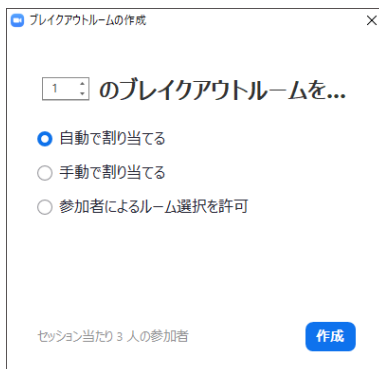 ブレイクアウトルームの作成
1 のブレイクアウトルームを...
自動で割り当てる
手動で割り当てる
参加者によるルーム選択を許可
セッション当たり 3 人の参加者
作成